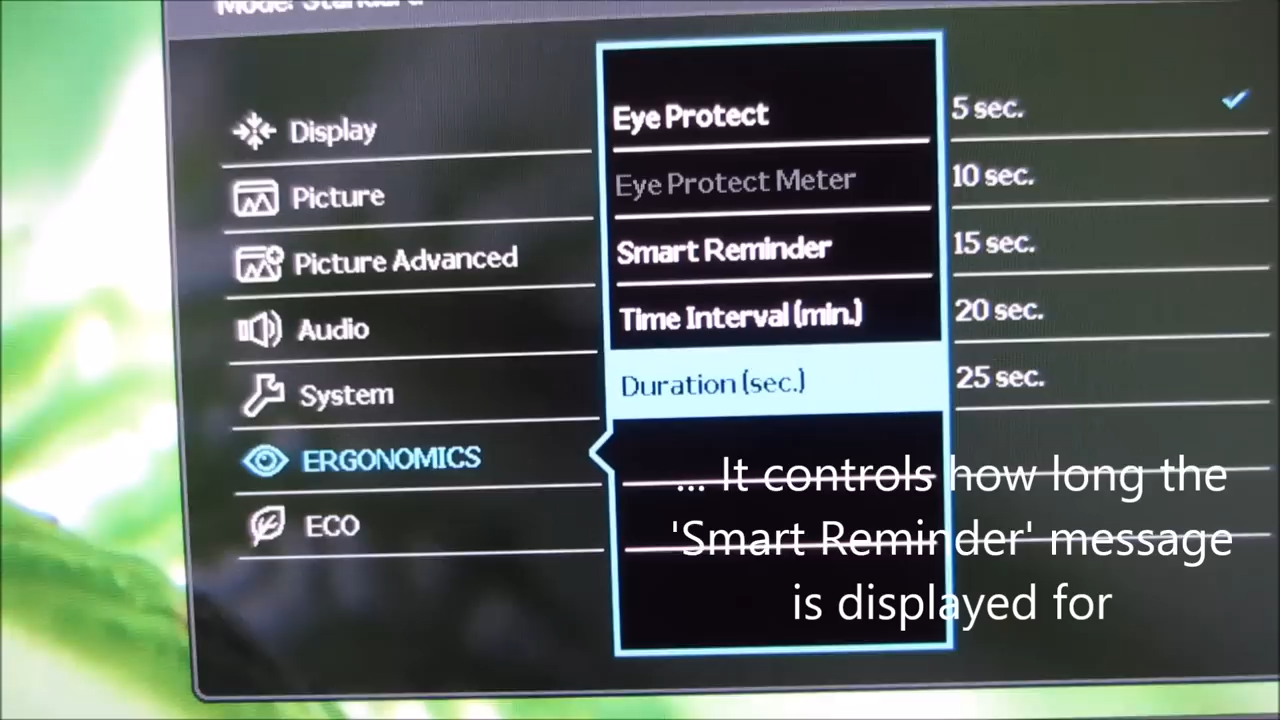 Mode: Standard
Display
Picture
Picture Advanced
Audio
System
ERGONOMICS
ECO
Eye Protect
Eye Protect Meter
Smart Reminder
Time Interval (min.)
Duration (sec.)
5 sec.
10 sec.
15 sec.
20 sec.
25 sec.
... It controls how long the
'Smart Reminder' message
is displayed for